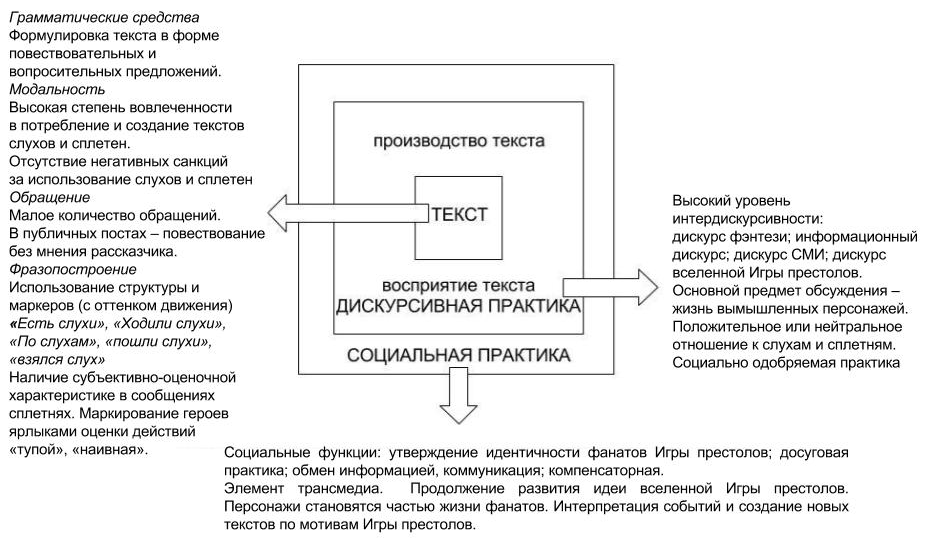 Грамматические средства
Формулировка текста в форме
повествовательных и
вопросительных предложений.
Модальность
Высокая степень вовлеченности
в потребление и создание текстов
слухов и сплетен.
Отсутствие негативных санкций
за использование слухов и сплетен
Обращение
Малое количество обращений.
В публичных постах – повествование
без мнения рассказчика.
Фразопостроение
Использование структуры и
маркеров (с оттенком движения)
«Есть слухи», «Ходили слухи»,
«По слухам», «пошли слухи»,
«взялся слух»
Наличие субъективно-оценочной
характеристике в сообщениях
сплетнях. Маркирование героев
ярлыками оценки действий
«тупой», «наивная».
производство текста
ТЕКСТ
восприятие текста
ДИСКУРСИВНАЯ ПРАКТИКА
СОЦИАЛЬНАЯ ПРАКТИКА
Высокий уровень
интердискурсивности:
дискурс фэнтези; информационный
дискурс; дискурс СМИ; дискурс
вселенной Игры престолов.
Основной предмет обсуждения –
жизнь вымышленных персонажей.
Положительное или нейтральное
отношение к слухам и сплетням.
Социально одобряемая практика
Социальные функции: утверждение идентичности фанатов Игры престолов; досуговая
практика; обмен информацией, коммуникация; компенсаторная.
Элемент трансмедиа. Продолжение развития идеи вселенной Игры престолов.
Персонажи становятся частью жизни фанатов. Интерпретация событий и создание новых
текстов по мотивам Игры престолов.